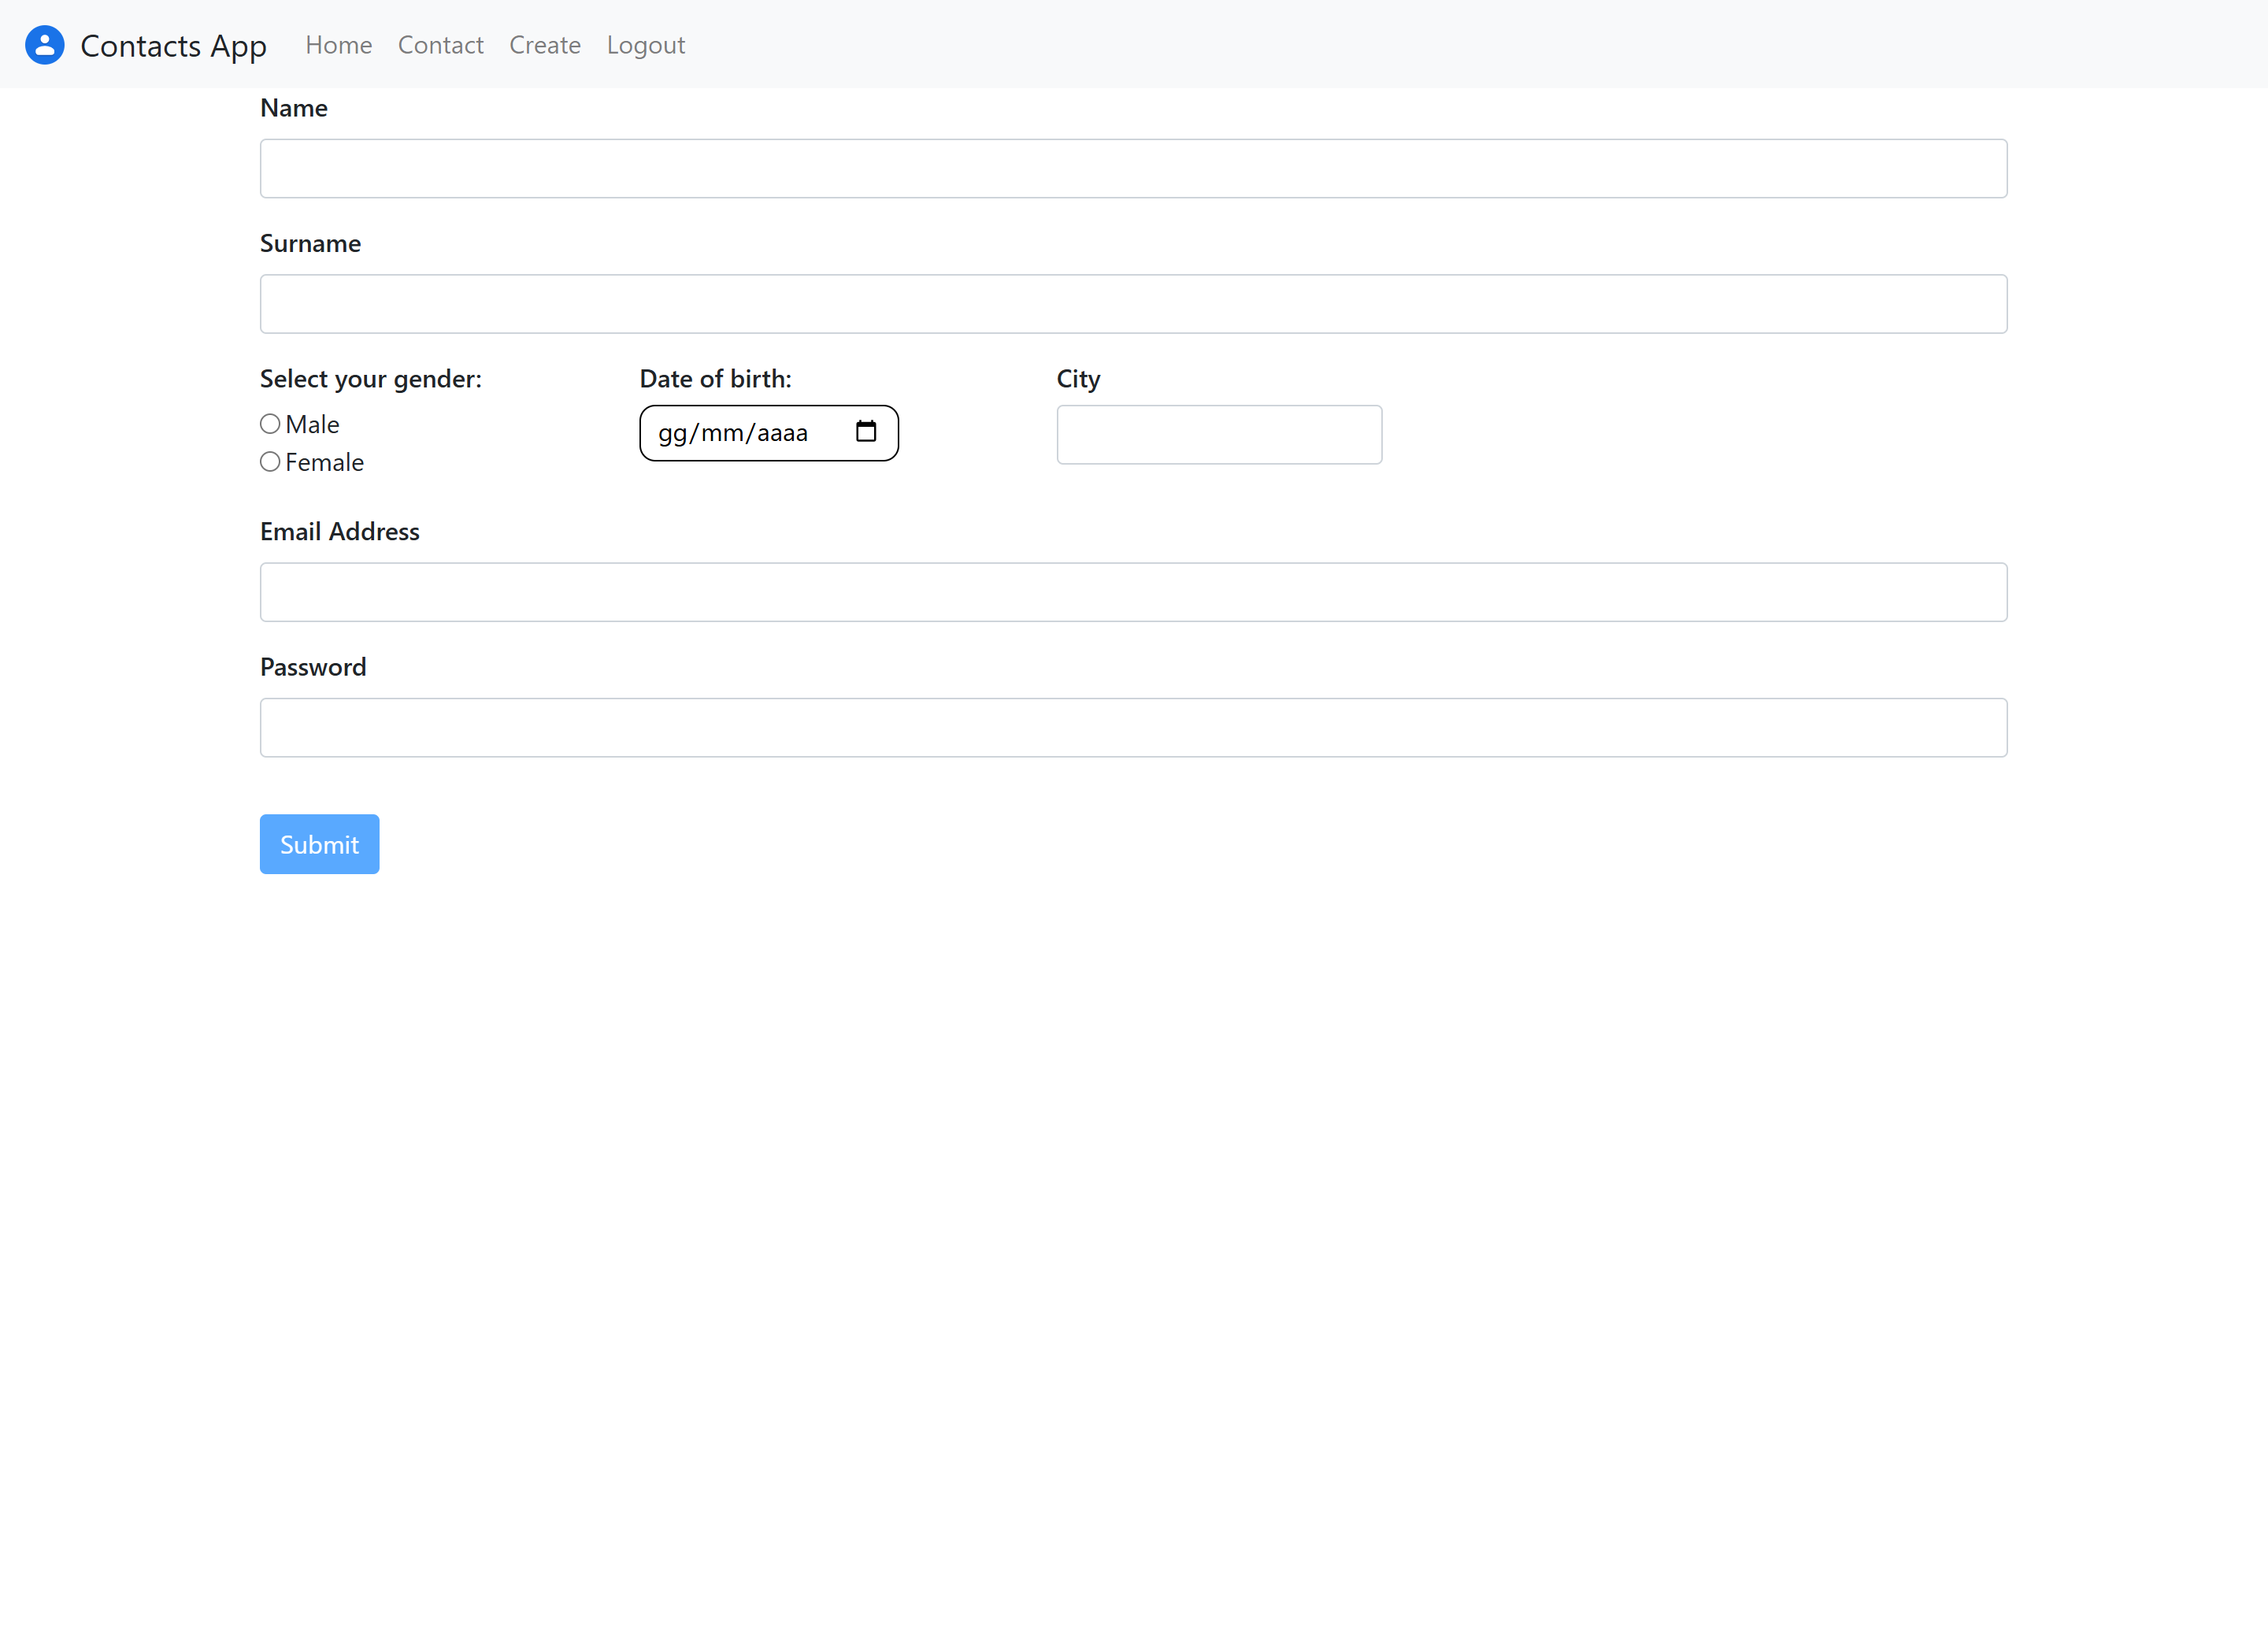 Contacts App Home Contact Create Logout
Name
Surname
Select your gender: Date of birth: City
Male gg/mm/aaaa
Female
Email Address
Password
Submit